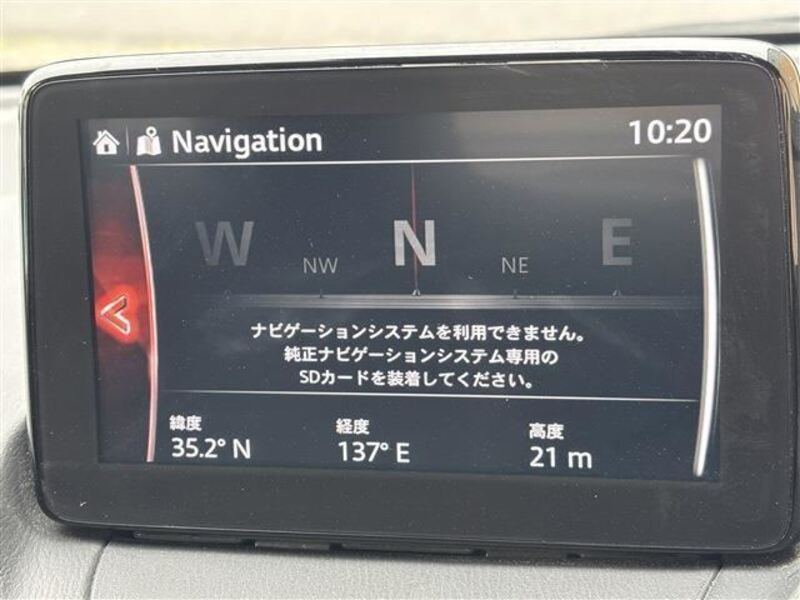 Navigation
10:20
W NW N NE E
ナビゲーションシステムを利用できません。
純正ナビゲーションシステム専用の
SDカードを装着してください。
緯度 経度 高度
35.2° N 137° E 21 m